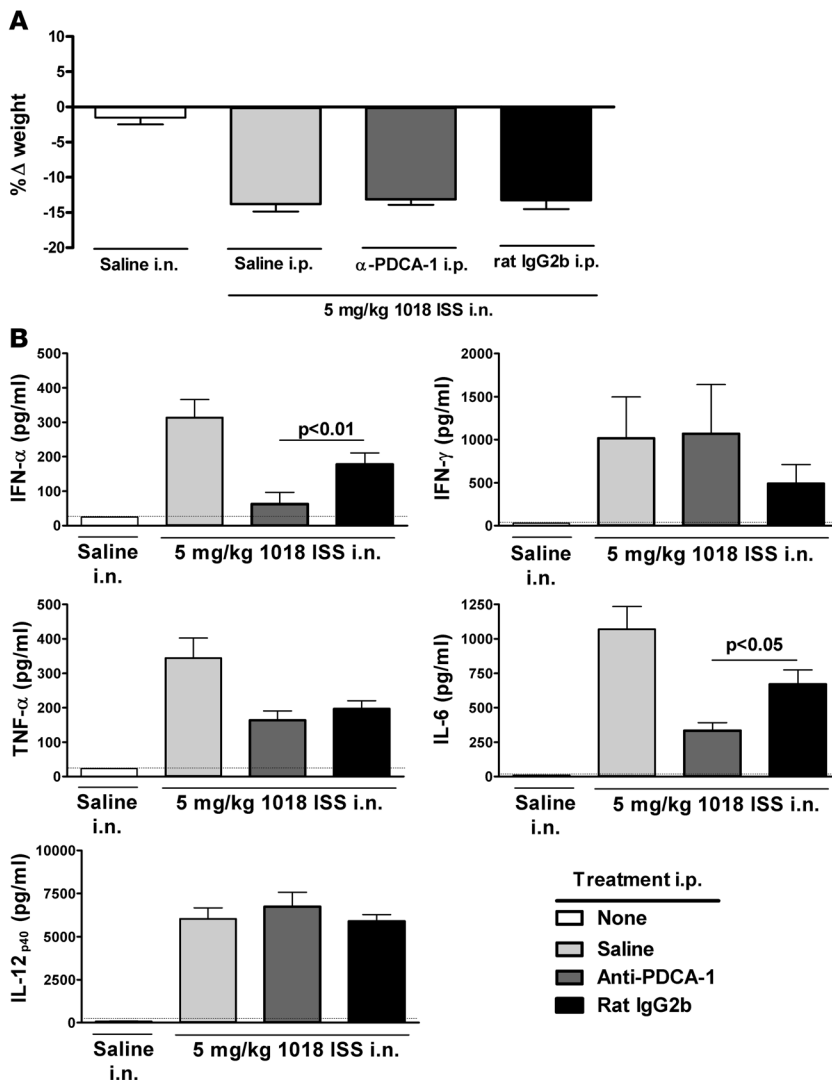 A
10
5
0
-5
-10
-15
-20
% Δ weight
Saline i.n.
Saline i.p.
α-PDCA-1 i.p.
rat IgG2b i.p.
5 mg/kg 1018 ISS i.n.
B
500
400
300
200
100
0
IFN-α (pg/ml)
p<0.01
Saline
i.n.
5 mg/kg 1018 ISS i.n.
2000
1500
1000
500
0
IFN-γ (pg/ml)
Saline
i.n.
5 mg/kg 1018 ISS i.n.
500
400
300
200
100
0
TNF-α (pg/ml)
Saline
i.n.
5 mg/kg 1018 ISS i.n.
1250
1000
750
500
250
0
IL-6 (pg/ml)
p<0.05
Saline
i.n.
5 mg/kg 1018 ISS i.n.
10000
7500
5000
2500
0
IL-12p40 (pg/ml)
Saline
i.n.
5 mg/kg 1018 ISS i.n.
Treatment i.p.
None
Saline
Anti-PDCA-1
Rat IgG2b